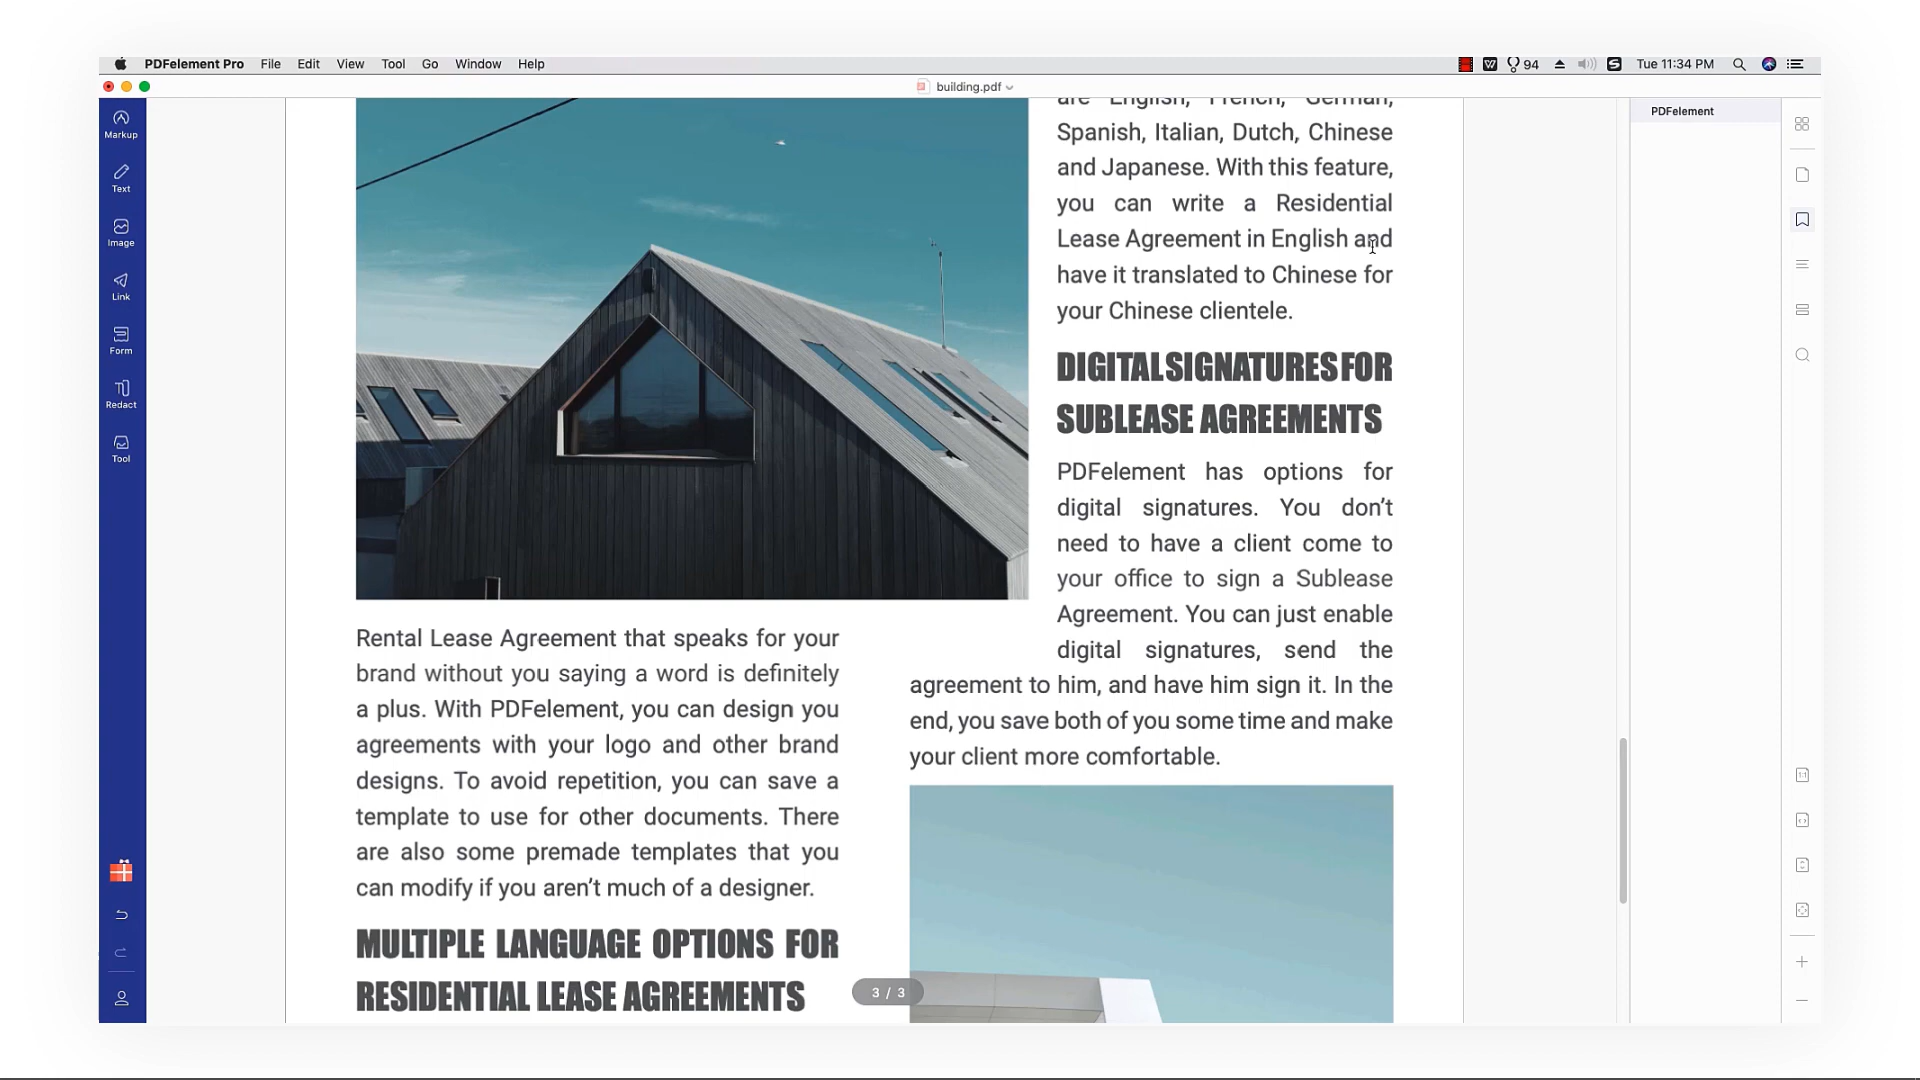 PDFelement Pro File Edit View Tool Go Window Help
94 Tue 11:34 PM
building.pdf
Markup
Text
Image
Link
Form
Redact
Tool
PDFelement
are English, French, German,
Spanish, Italian, Dutch, Chinese
and Japanese. With this feature,
you can write a Residential
Lease Agreement in English and
have it translated to Chinese for
your Chinese clientele.
DIGITAL SIGNATURES FOR
SUBLEASE AGREEMENTS
PDFelement has options for
digital signatures. You don’t
need to have a client come to
your office to sign a Sublease
Agreement. You can just enable
digital signatures, send the
agreement to him, and have him sign it. In the
end, you save both of you some time and make
your client more comfortable.
Rental Lease Agreement that speaks for your
brand without you saying a word is definitely
a plus. With PDFelement, you can design you
agreements with your logo and other brand
designs. To avoid repetition, you can save a
template to use for other documents. There
are also some premade templates that you
can modify if you aren’t much of a designer.
MULTIPLE LANGUAGE OPTIONS FOR
RESIDENTIAL LEASE AGREEMENTS
3 / 3